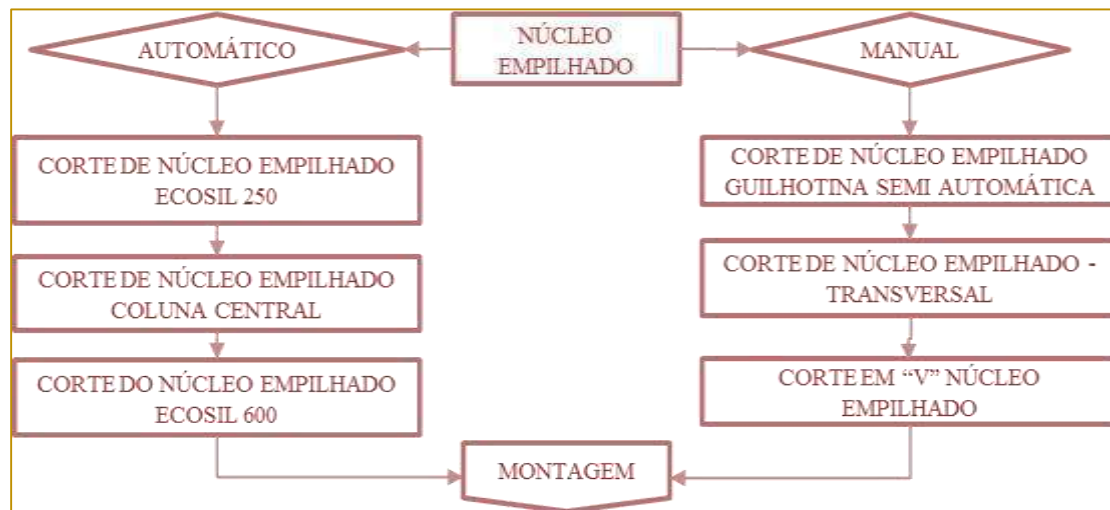 NÚCLEO
EMPILHADO
AUTOMÁTICO
CORTE DE NÚCLEO EMPILHADO
ECOSIL 250
CORTE DE NÚCLEO EMPILHADO
COLUNA CENTRAL
CORTE DO NÚCLEO EMPILHADO
ECOSIL 600
MANUAL
CORTE DE NÚCLEO EMPILHADO
GUILHOTINA SEMI AUTOMÁTICA
CORTE DE NÚCLEO EMPILHADO -
TRANSVERSAL
CORTE EM “V” NÚCLEO
EMPILHADO
MONTAGEM